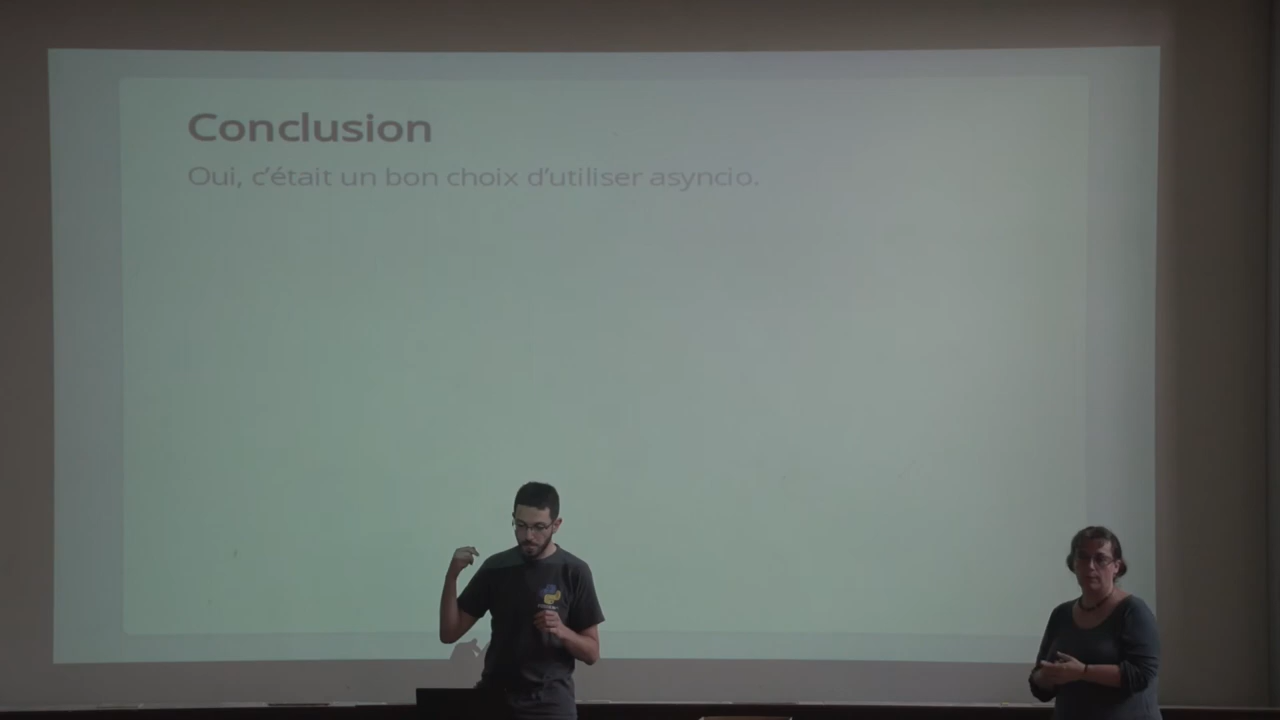 Conclusion
Oui, c'était un bon choix d'utiliser asyncio.